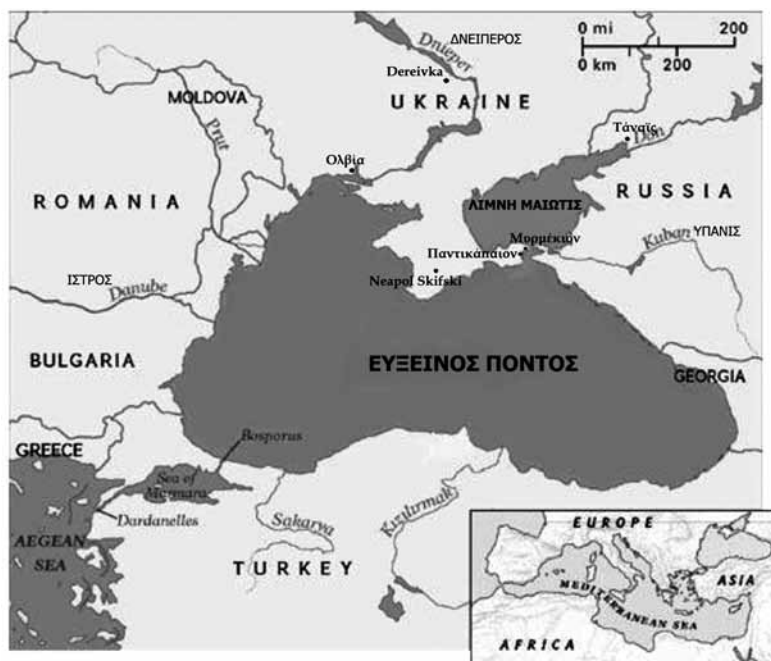 ΔΝΕΙΠΕΡΟΣ
Dnieper
0 mi 200
0 km 200
Dereivka
MOLDOVA
UKRAINE
Prut
Τάναϊς
Don
Ολβία
ROMANIA
RUSSIA
ΛΙΜΝΗ ΜΑΙΩΤΙΣ
Μυρμέκιον
Kuban ΥΠΑΝΙΣ
Παντικάπαιον
ΙΣΤΡΟΣ
Danube
Neapol Skifski
BULGARIA
ΕΥΞΕΙΝΟΣ ΠΟΝΤΟΣ
GEORGIA
GREECE
Bosporus
Sea of
Marmara
Dardanelles
Kızılırmak
Sakarya
AEGEAN
SEA
TURKEY
EUROPE
ASIA
MEDITERRANEAN SEA
AFRICA